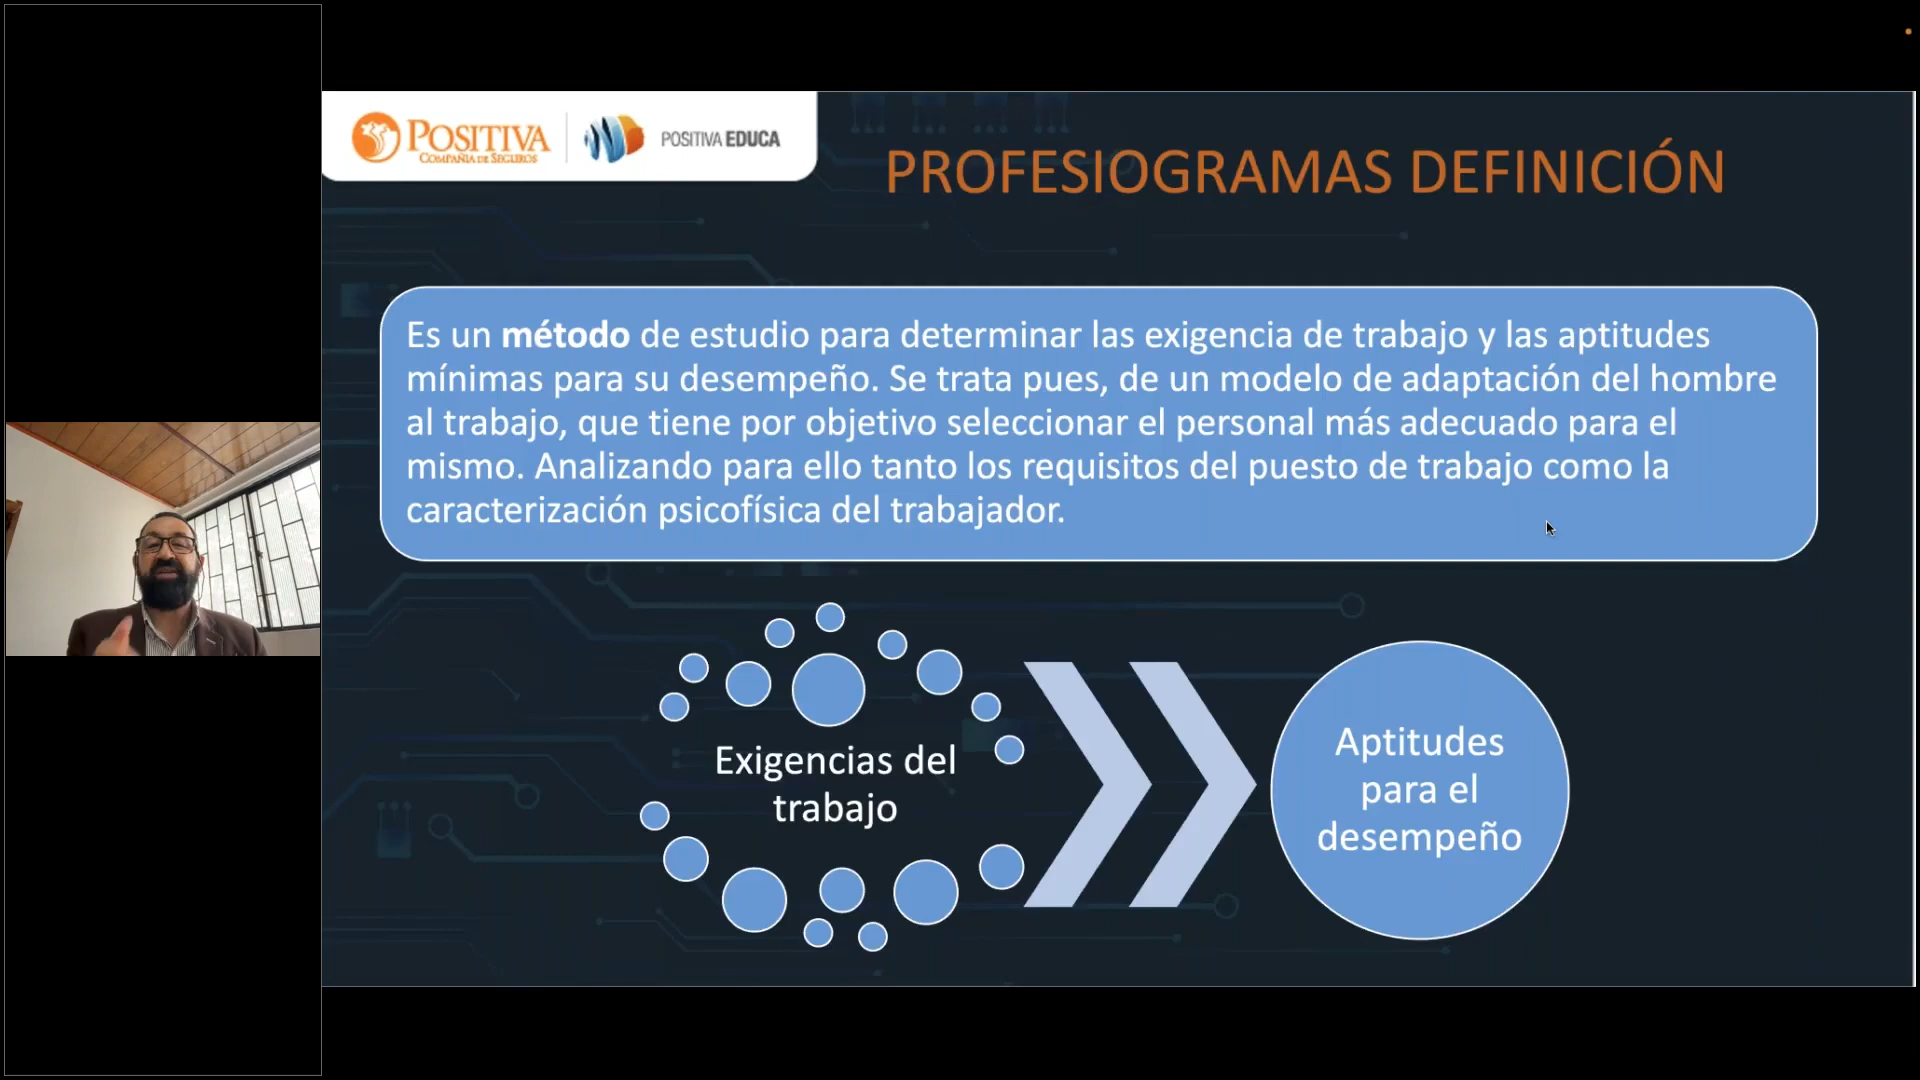 POSITIVA
COMPAÑÍA DE SEGUROS
POSITIVA EDUCA
PROFESIOGRAMAS DEFINICIÓN
Es un método de estudio para determinar las exigencia de trabajo y las aptitudes
mínimas para su desempeño. Se trata pues, de un modelo de adaptación del hombre
al trabajo, que tiene por objetivo seleccionar el personal más adecuado para el
mismo. Analizando para ello tanto los requisitos del puesto de trabajo como la
caracterización psicofísica del trabajador.
Exigencias del
trabajo
Aptitudes
para el
desempeño